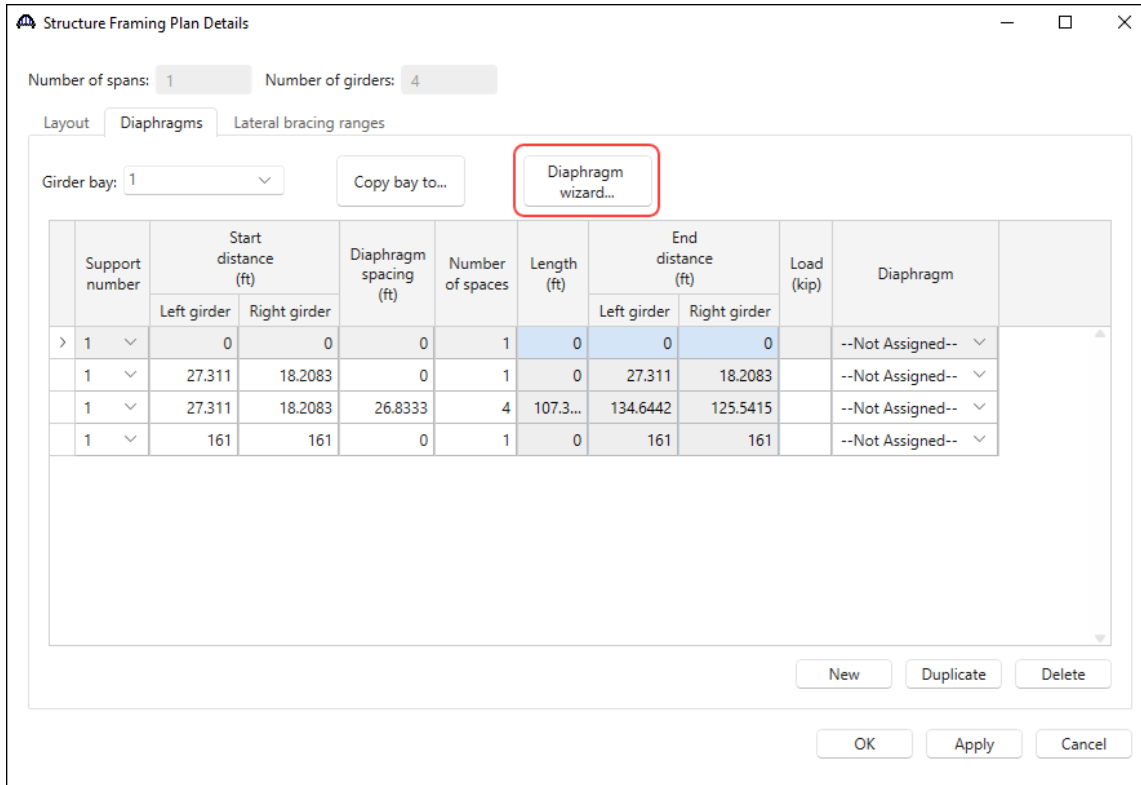 Structure Framing Plan Details
Number of spans: 1 Number of girders: 4
Layout Diaphragms Lateral bracing ranges
Girder bay: 1 Copy bay to... Diaphragm
wizard...
Support
number
Start
distance
(ft)
Left girder Right girder
Diaphragm
spacing
(ft)
Number
of spaces
Length
(ft)
End
distance
(ft)
Left girder Right girder
Load
(kip)
Diaphragm
> 1 0 0 0 1 0 0 0 --Not Assigned--
1 27.311 18.2083 0 1 0 27.311 18.2083 --Not Assigned--
1 27.311 18.2083 26.8333 4 107.3... 134.6442 125.5415 --Not Assigned--
1 161 161 0 1 0 161 161 --Not Assigned--
New Duplicate Delete
OK Apply Cancel